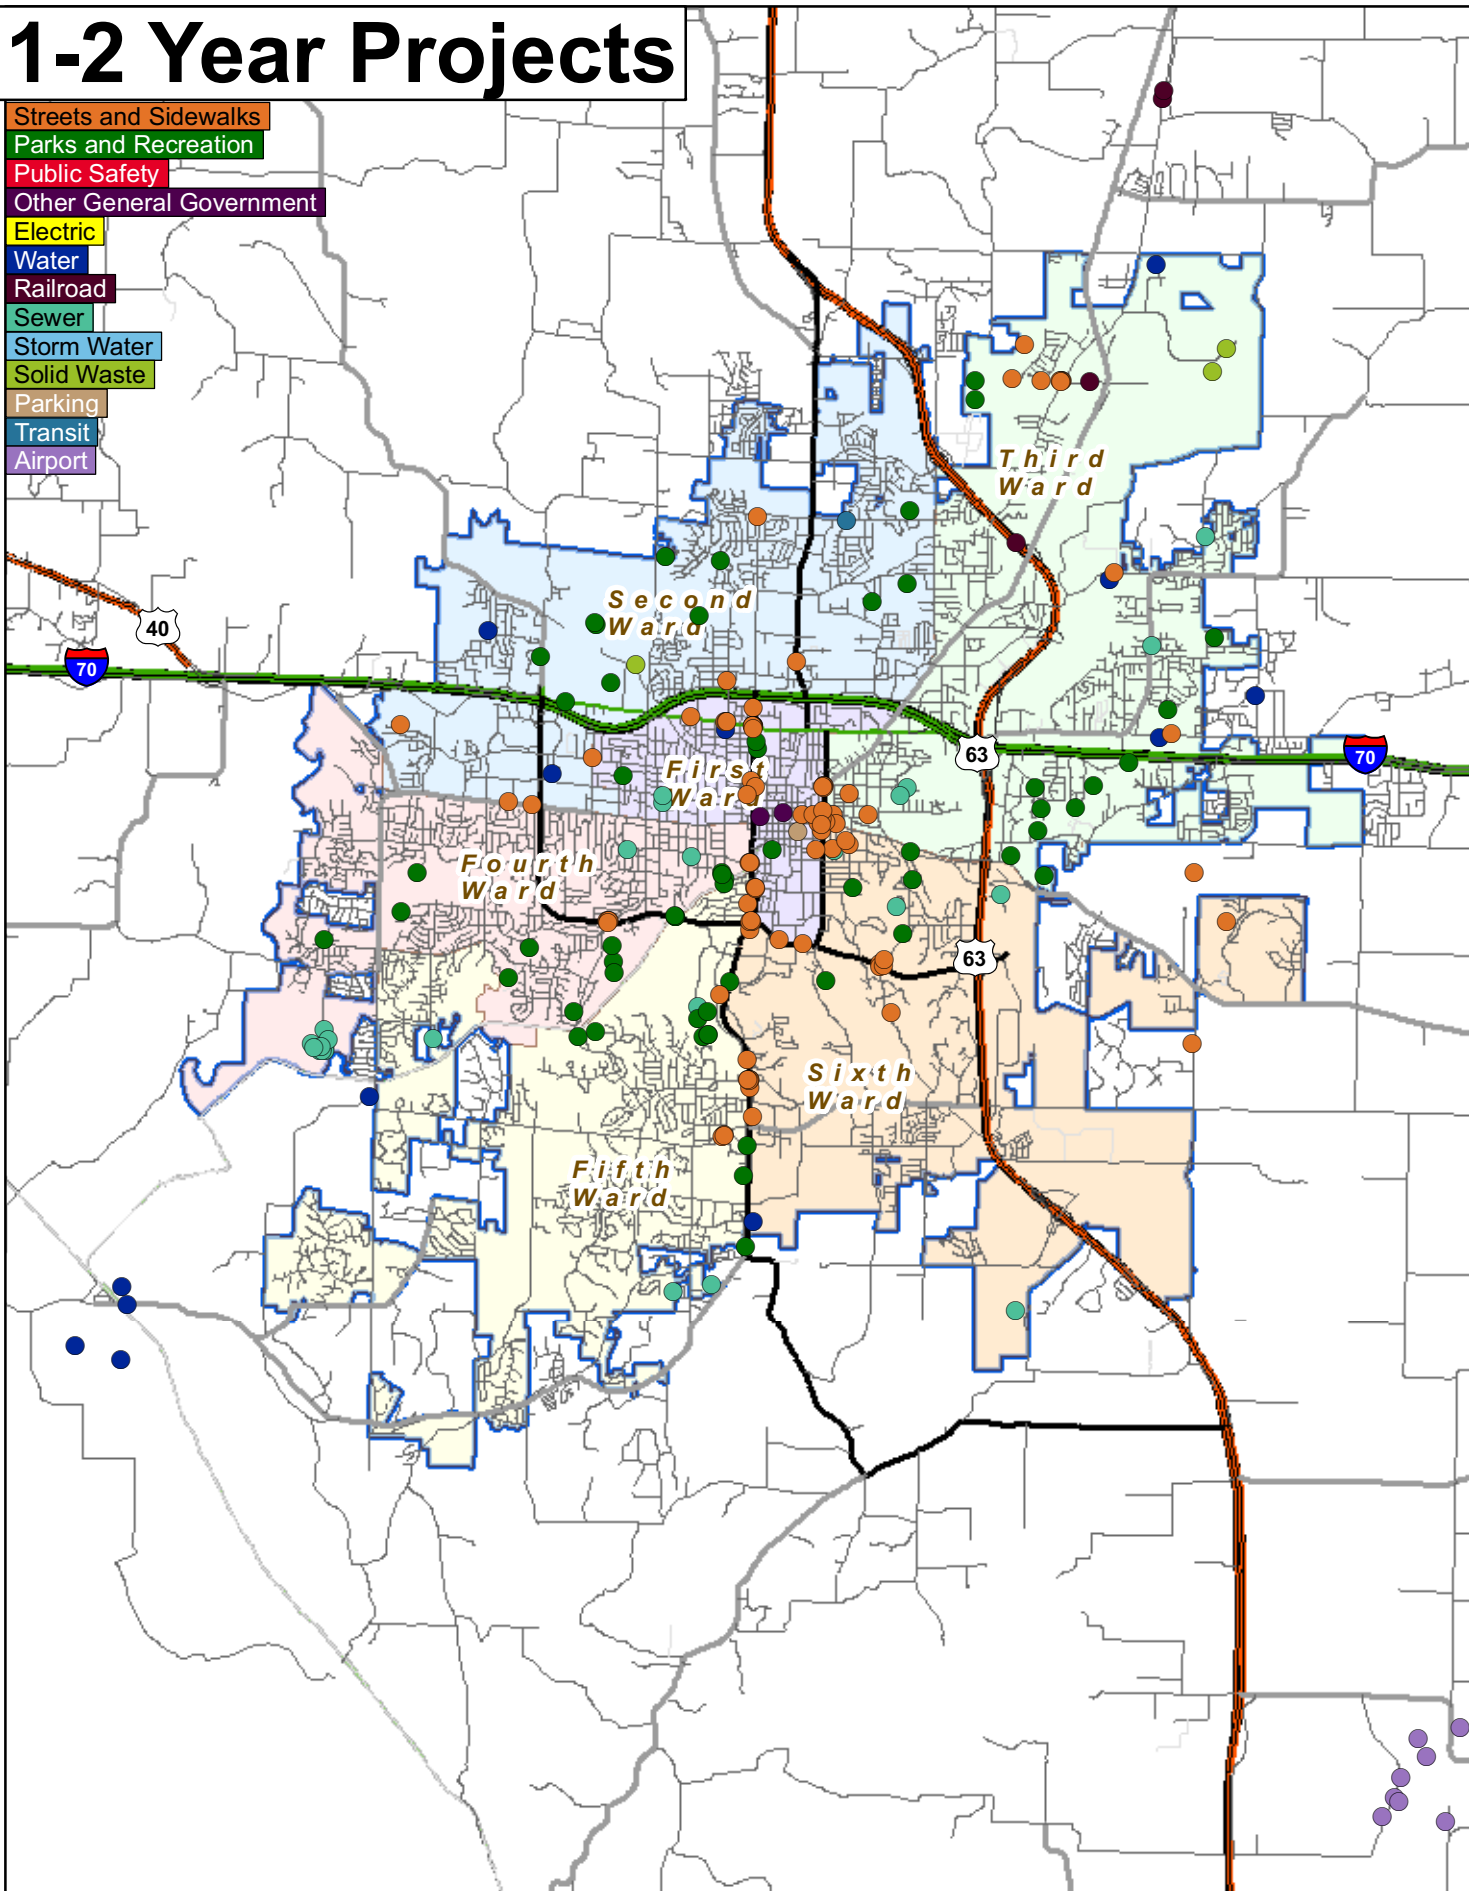 1-2 Year Projects
Streets and Sidewalks
Parks and Recreation
Public Safety
Other General Government
Electric
Water
Railroad
Sewer
Storm Water
Solid Waste
Parking
Transit
Airport
Third
Ward
Second
Ward
40
70
63
70
First
Ward
Fourth
Ward
63
Sixth
Ward
Fifth
Ward